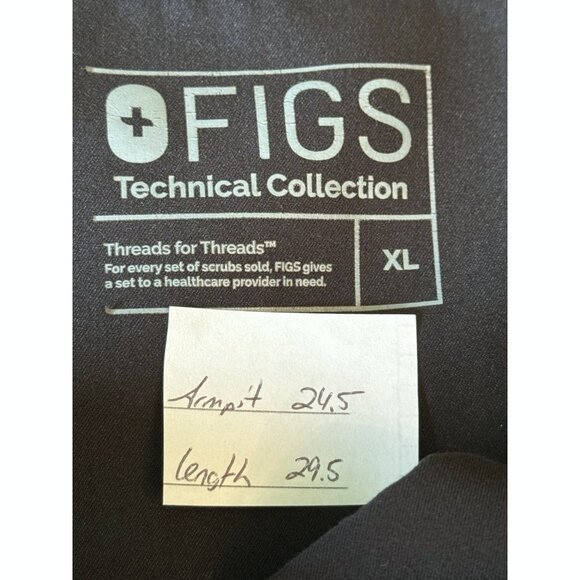 FIGS
Technical Collection
Threads for Threads™
For every set of scrubs sold, FIGS gives
a set to a healthcare provider in need.
XL
Armpit 24.5
Length 29.5